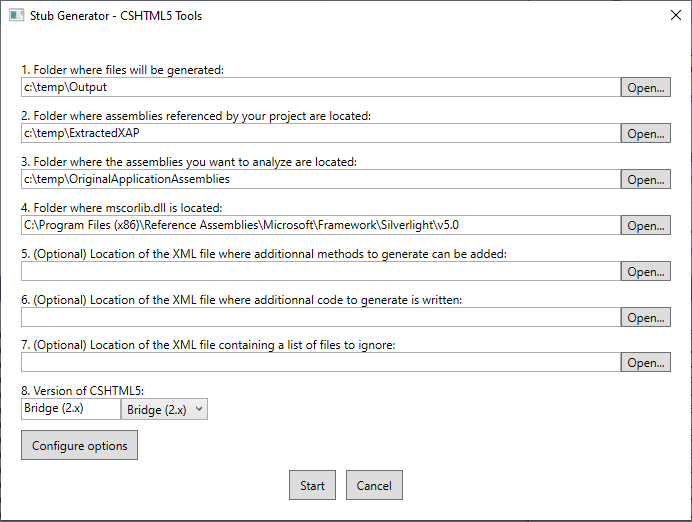 Stub Generator - CSHTML5 Tools
1. Folder where files will be generated:
c:\temp\Output
Open...
2. Folder where assemblies referenced by your project are located:
c:\temp\ExtractedXAP
Open...
3. Folder where the assemblies you want to analyze are located:
c:\temp\OriginalApplicationAssemblies
Open...
4. Folder where mscorlib.dll is located:
C:\Program Files (x86)\Reference Assemblies\Microsoft\Framework\Silverlight\v5.0
Open...
5. (Optional) Location of the XML file where additionnal methods to generate can be added:
Open...
6. (Optional) Location of the XML file where additionnal code to generate is written:
Open...
7. (Optional) Location of the XML file containing a list of files to ignore:
Open...
8. Version of CSHTML5:
Bridge (2.x) Bridge (2.x)
Configure options
Start Cancel